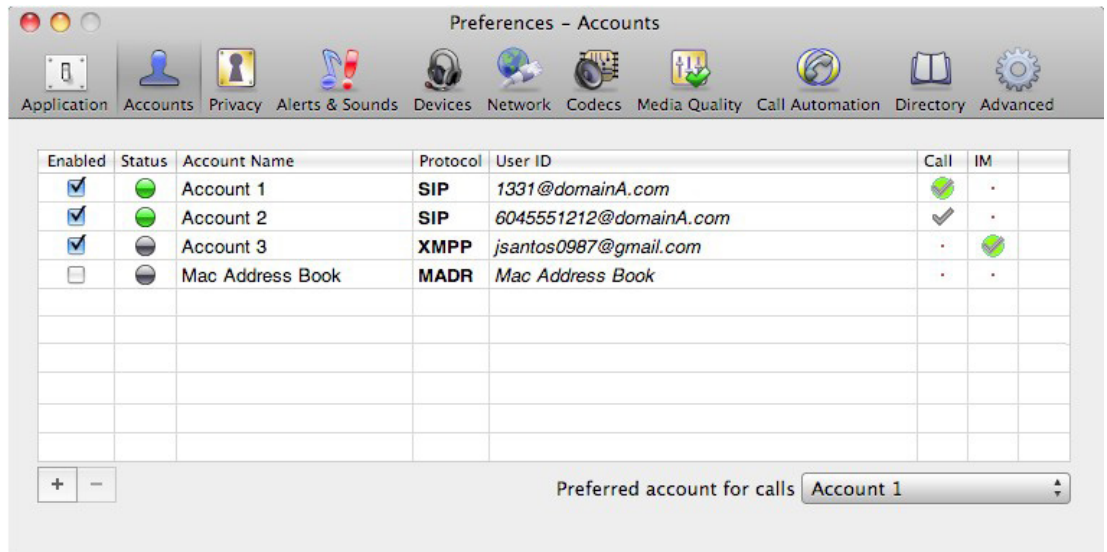 Preferences – Accounts
Application Accounts Privacy Alerts & Sounds Devices Network Codecs Media Quality Call Automation Directory Advanced
Enabled Status Account Name Protocol User ID Call IM
Account 1 SIP 1331@domainA.com
Account 2 SIP 6045551212@domainA.com
Account 3 XMPP jsantos0987@gmail.com
Mac Address Book MADR Mac Address Book
+ −
Preferred account for calls Account 1